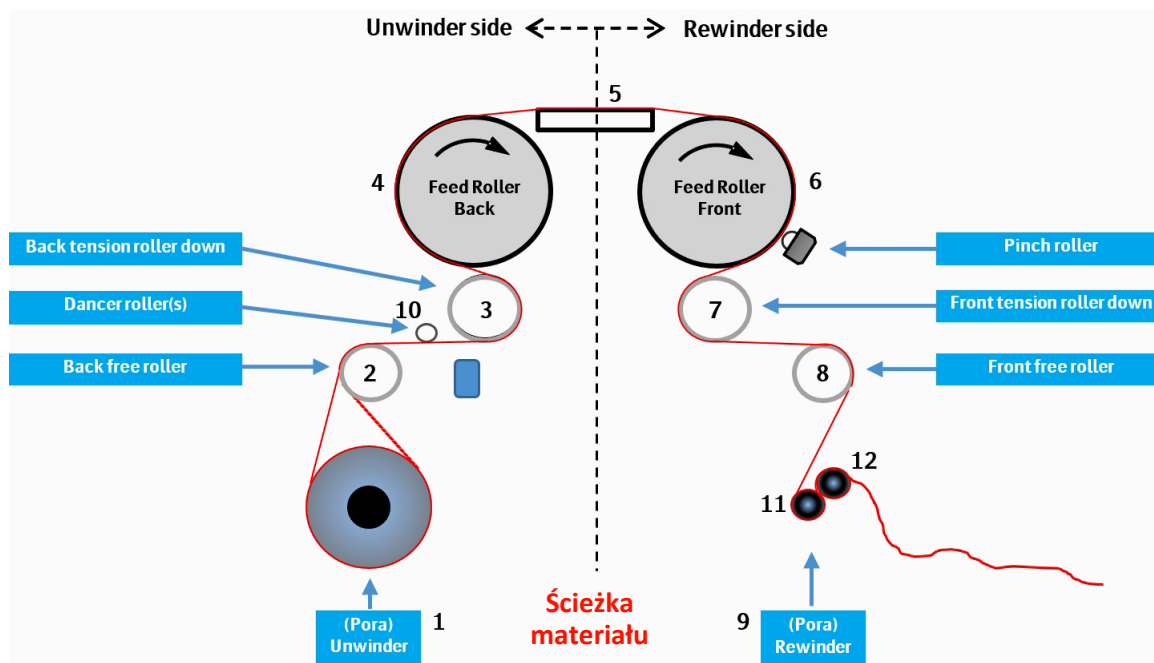 Unwinder side
Rewinder side
5
4
Feed Roller
Back
Feed Roller
Front
6
Back tension roller down
Pinch roller
Dancer roller(s)
10
3
7
Front tension roller down
Back free roller
2
8
Front free roller
12
11
(Pora)
Unwinder
1
Ścieżka
materiału
9
(Pora)
Rewinder